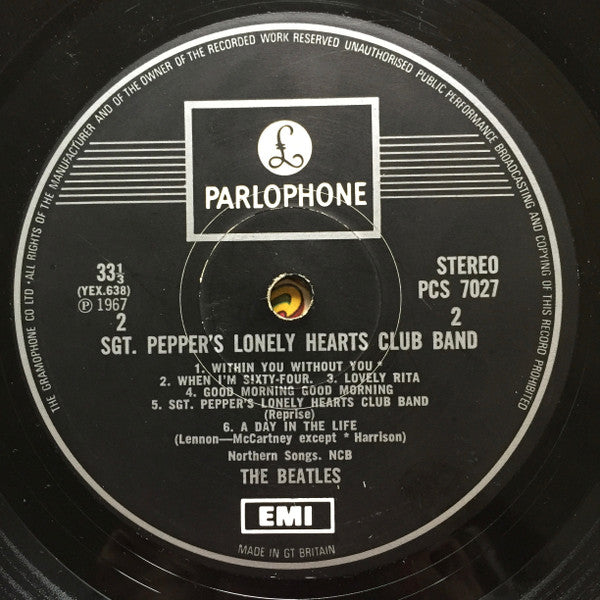 THE GRAMOPHONE CO LTD · ALL RIGHTS OF THE MANUFACTURER AND OF THE OWNER OF THE RECORDED WORK RESERVED UNAUTHORISED PUBLIC PERFORMANCE BROADCASTING AND COPYING OF THIS RECORD PROHIBITED
£
PARLOPHONE
33⅓
(YEX.638)
Ⓟ 1967
2
STEREO
PCS 7027
2
SGT. PEPPER'S LONELY HEARTS CLUB BAND
1. WITHIN YOU WITHOUT YOU *
2. WHEN I'M SIXTY-FOUR. 3. LOVELY RITA
4. GOOD MORNING GOOD MORNING
5. SGT. PEPPER'S LONELY HEARTS CLUB BAND
(Reprise)
6. A DAY IN THE LIFE
(Lennon—McCartney except * Harrison)
Northern Songs. NCB
THE BEATLES
EMI
MADE IN GT BRITAIN